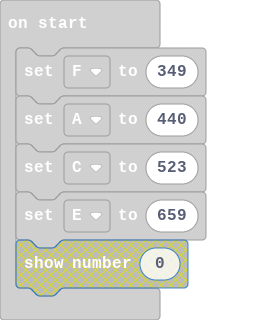 on start
set F to 349
set A to 440
set C to 523
set E to 659
show number 0